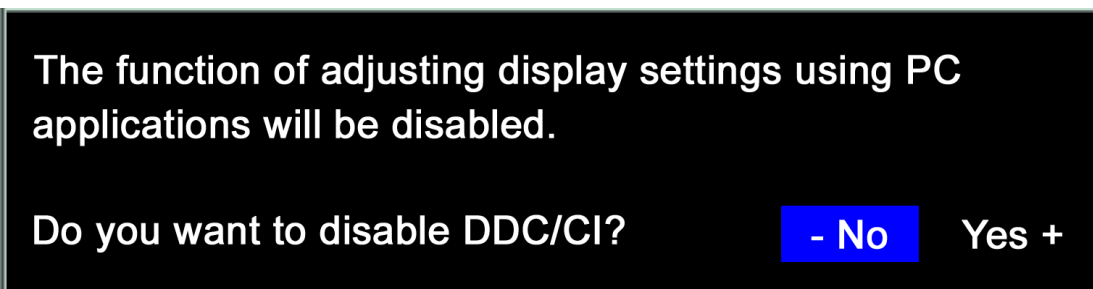 The function of adjusting display settings using PC
applications will be disabled.
Do you want to disable DDC/CI? - No Yes +